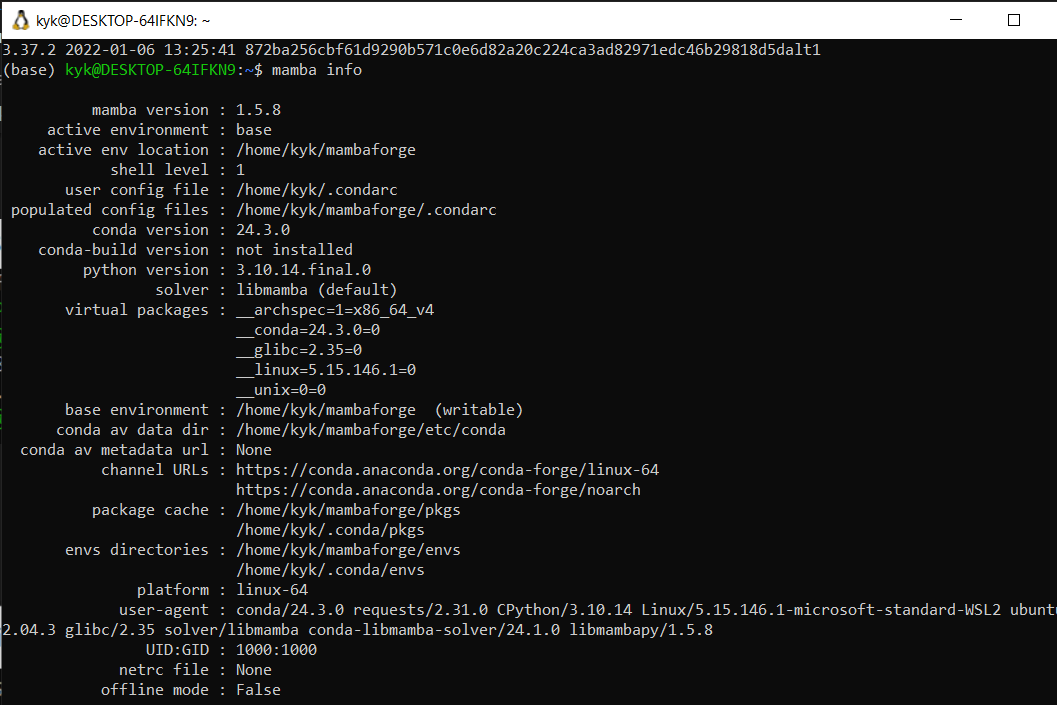 kyk@DESKTOP-64IFKN9: ~
3.37.2 2022-01-06 13:25:41 872ba256cbf61d9290b571c0e6d82a20c224ca3ad82971edc46b29818d5dalt1
(base) kyk@DESKTOP-64IFKN9:~$ mamba info
mamba version : 1.5.8
active environment : base
active env location : /home/kyk/mambaforge
shell level : 1
user config file : /home/kyk/.condarc
populated config files : /home/kyk/mambaforge/.condarc
conda version : 24.3.0
conda-build version : not installed
python version : 3.10.14.final.0
solver : libmamba (default)
virtual packages : __archspec=1=x86_64_v4
__conda=24.3.0=0
__glibc=2.35=0
__linux=5.15.146.1=0
__unix=0=0
base environment : /home/kyk/mambaforge  (writable)
conda av data dir : /home/kyk/mambaforge/etc/conda
conda av metadata url : None
channel URLs : https://conda.anaconda.org/conda-forge/linux-64
https://conda.anaconda.org/conda-forge/noarch
package cache : /home/kyk/mambaforge/pkgs
/home/kyk/.conda/pkgs
envs directories : /home/kyk/mambaforge/envs
/home/kyk/.conda/envs
platform : linux-64
user-agent : conda/24.3.0 requests/2.31.0 CPython/3.10.14 Linux/5.15.146.1-microsoft-standard-WSL2 ubunt
2.04.3 glibc/2.35 solver/libmamba conda-libmamba-solver/24.1.0 libmambapy/1.5.8
UID:GID : 1000:1000
netrc file : None
offline mode : False